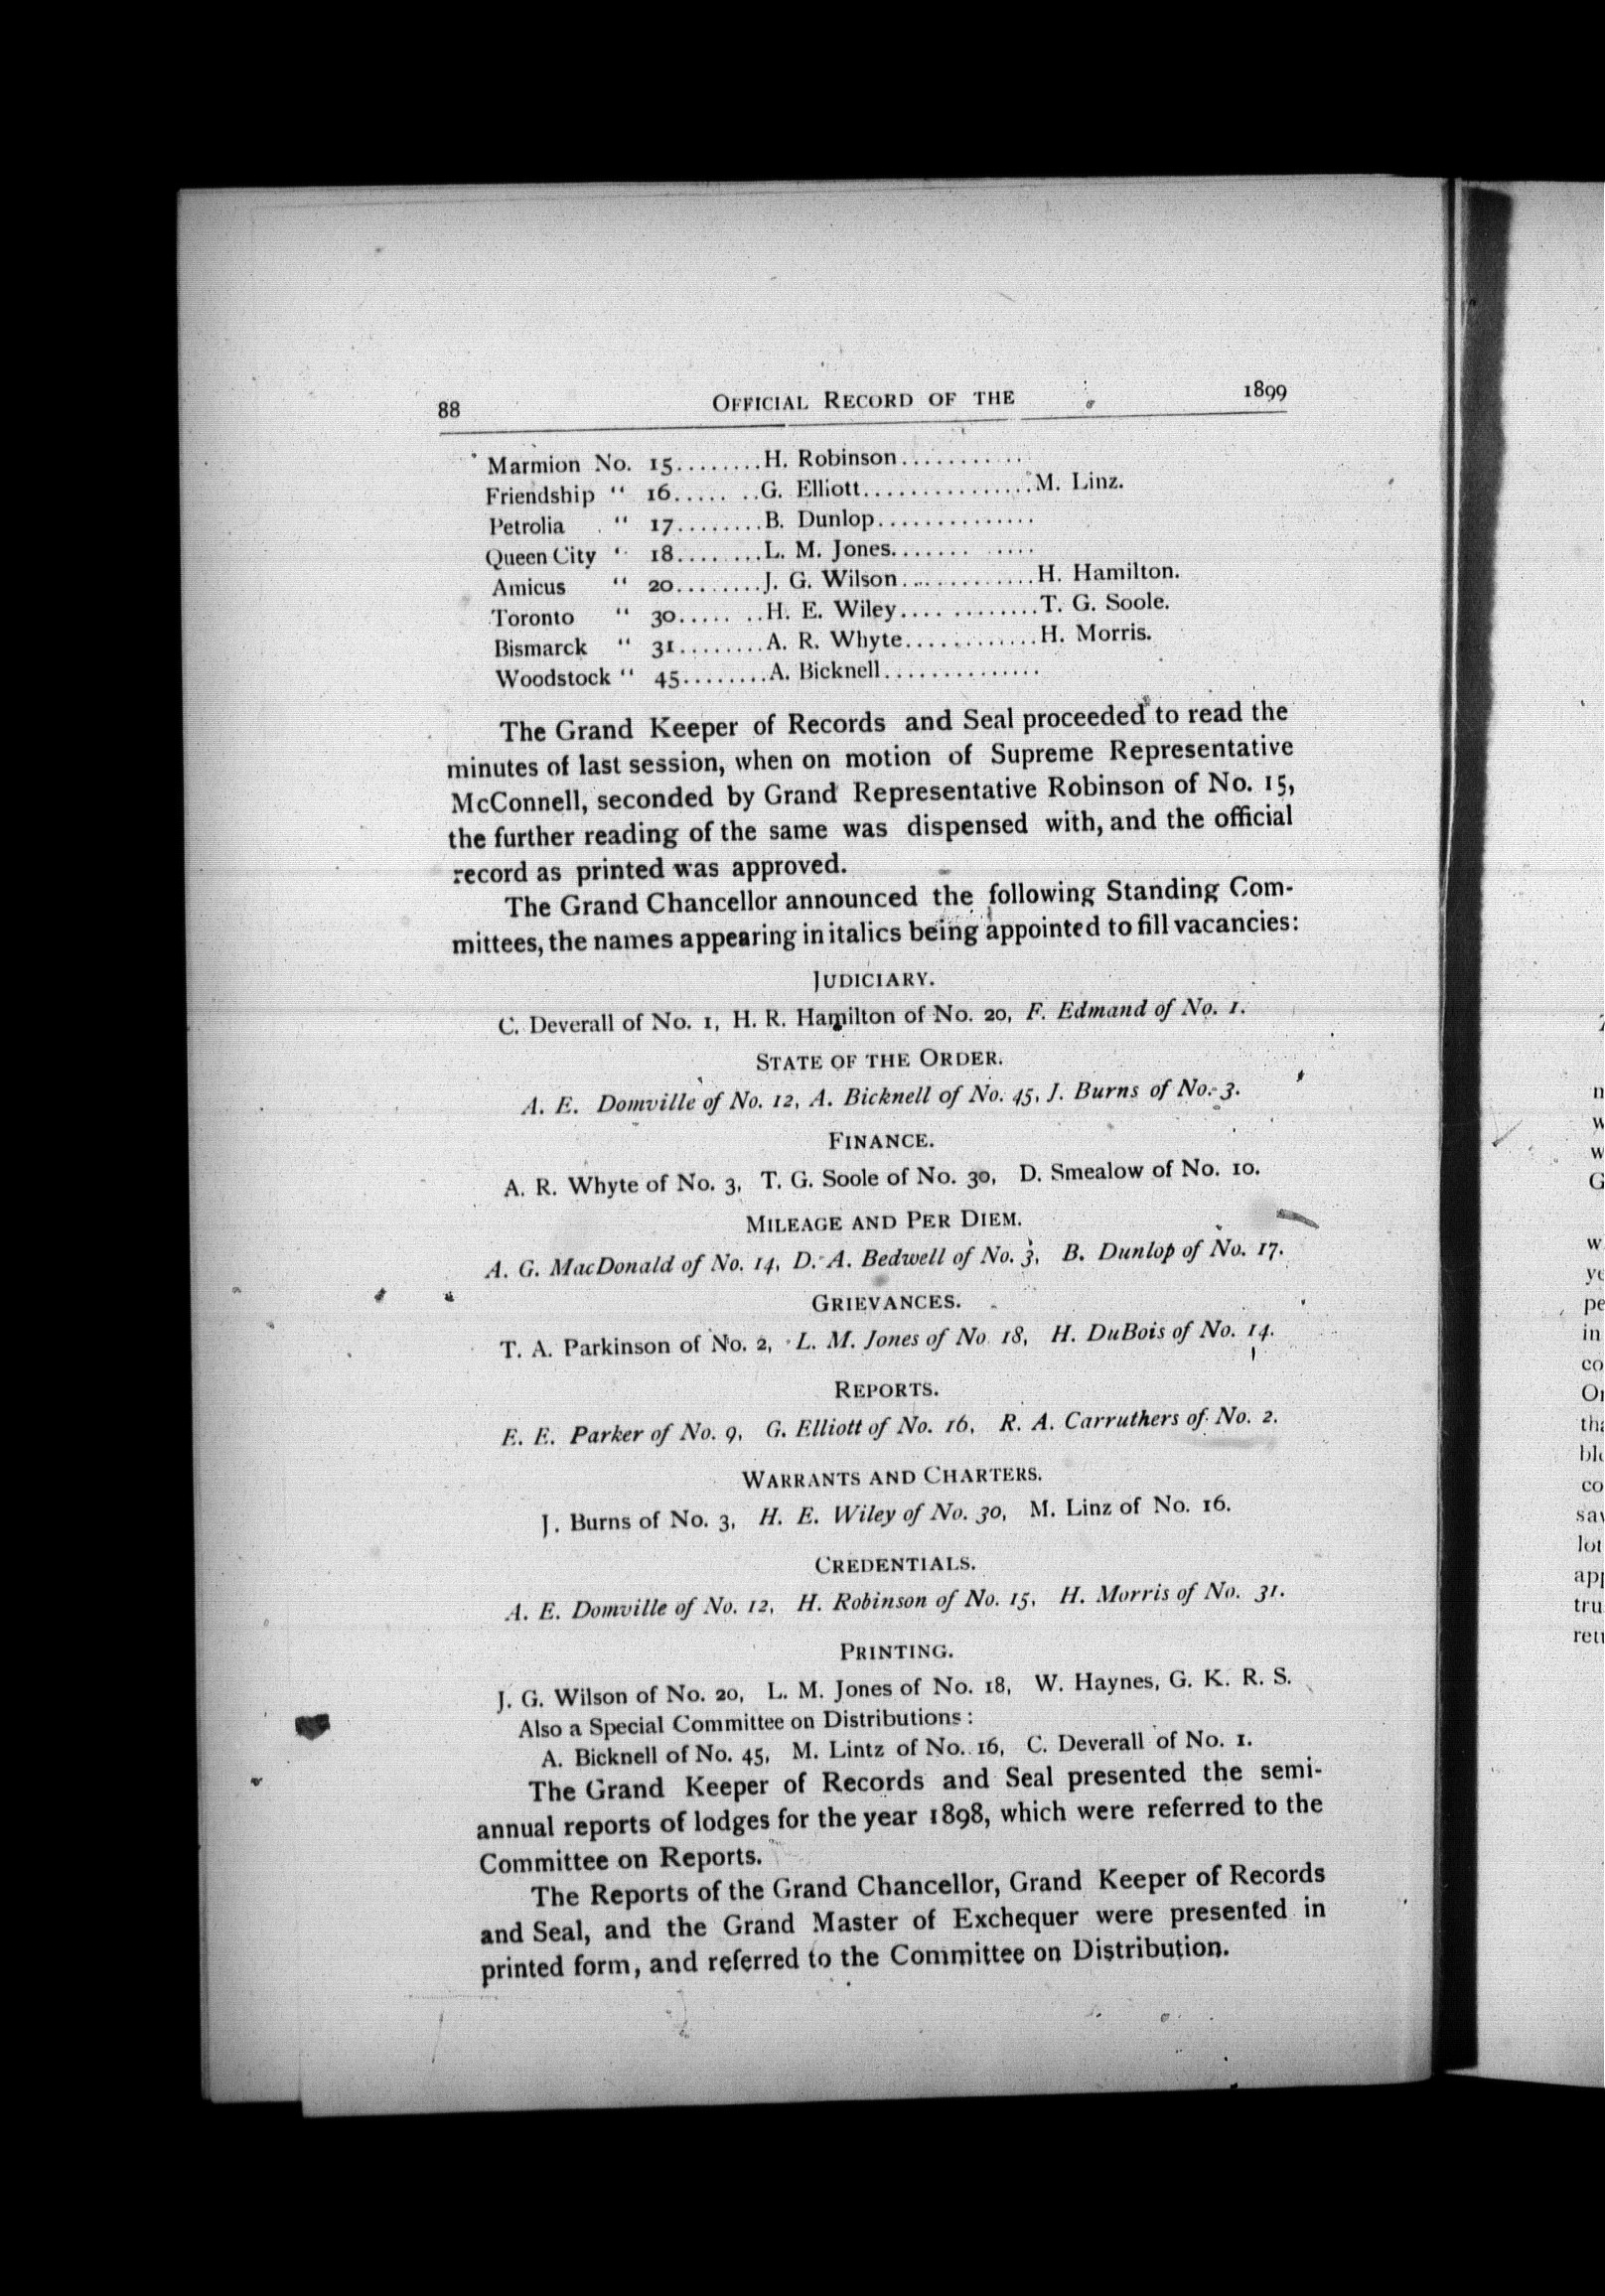 88 OFFICIAL RECORD OF THE 1899
Marmion No. 15........H. Robinson...........
Friendship " 16..... ..G. Elliott...............M. Linz.
Petrolia " 17........B. Dunlop..............
Queen City " 18........L. M. Jones....... ....
Amicus " 20........J. G. Wilson............H. Hamilton.
Toronto " 30..... ..H. E. Wiley.... .......T. G. Soole.
Bismarck " 31........A. R. Whyte............H. Morris.
Woodstock " 45........A. Bicknell..............
The Grand Keeper of Records and Seal proceeded to read the
minutes of last session, when on motion of Supreme Representative
McConnell, seconded by Grand Representative Robinson of No. 15,
the further reading of the same was dispensed with, and the official
record as printed was approved.
The Grand Chancellor announced the following Standing Com-
mittees, the names appearing in italics being appointed to fill vacancies:
JUDICIARY.
C. Deverall of No. 1, H. R. Hamilton of No. 20, F. Edmand of No. 1.
STATE OF THE ORDER.
A. E. Domville of No. 12, A. Bicknell of No. 45, J. Burns of No. 3.
FINANCE.
A. R. Whyte of No. 3, T. G. Soole of No. 30, D. Smealow of No. 10.
MILEAGE AND PER DIEM.
A. G. MacDonald of No. 14, D. A. Bedwell of No. 3, B. Dunlop of No. 17.
GRIEVANCES.
T. A. Parkinson of No. 2, L. M. Jones of No 18, H. DuBois of No. 14.
REPORTS.
E. E. Parker of No. 9, G. Elliott of No. 16, R. A. Carruthers of No. 2.
WARRANTS AND CHARTERS.
J. Burns of No. 3, H. E. Wiley of No. 30, M. Linz of No. 16.
CREDENTIALS.
A. E. Domville of No. 12, H. Robinson of No. 15, H. Morris of No. 31.
PRINTING.
J. G. Wilson of No. 20, L. M. Jones of No. 18, W. Haynes, G. K. R. S.
Also a Special Committee on Distributions:
A. Bicknell of No. 45, M. Lintz of No. 16, C. Deverall of No. 1.
The Grand Keeper of Records and Seal presented the semi-
annual reports of lodges for the year 1898, which were referred to the
Committee on Reports.
The Reports of the Grand Chancellor, Grand Keeper of Records
and Seal, and the Grand Master of Exchequer were presented in
printed form, and referred to the Committee on Distribution.